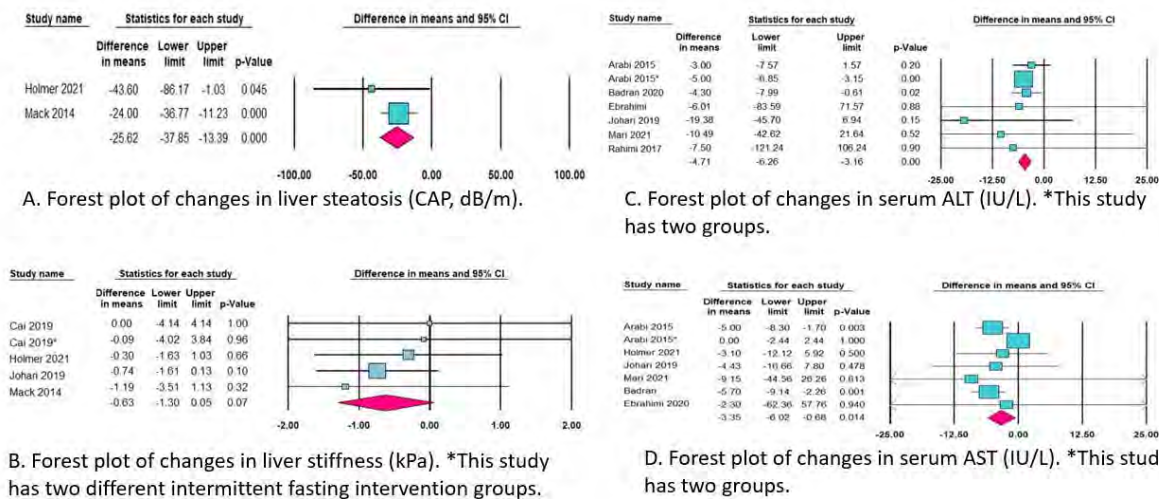 Study name Statistics for each study Difference in means and 95% CI
Difference in means Lower limit Upper limit p-Value
Holmer 2021 -43.60 -86.17 -1.03 0.045
Mack 2014 -24.00 -36.77 -11.23 0.000
-25.62 -37.85 -13.39 0.000
-100.00 -50.00 0.00 50.00 100.00
A. Forest plot of changes in liver steatosis (CAP, dB/m).
Study name Statistics for each study Difference in means and 95% CI
Difference in means Lower limit Upper limit p-Value
Cai 2019 0.00 -4.14 4.14 1.00
Cai 2019* -0.09 -4.02 3.84 0.96
Holmer 2021 -0.30 -1.63 1.03 0.66
Johari 2019 -0.74 -1.61 0.13 0.10
Mack 2014 -1.19 -3.51 1.13 0.32
-0.63 -1.30 0.05 0.07
-2.00 -1.00 0.00 1.00 2.00
B. Forest plot of changes in liver stiffness (kPa). *This study
has two different intermittent fasting intervention groups.
Study name Statistics for each study Difference in means and 95% CI
Difference in means Lower limit Upper limit p-Value
Arabi 2015 -3.00 -7.57 1.57 0.20
Arabi 2015* -5.00 -6.85 -3.15 0.00
Badran 2020 -4.30 -7.99 -0.61 0.02
Ebrahimi -6.01 -83.59 71.57 0.88
Johari 2019 -19.38 -45.70 6.94 0.15
Mari 2021 -10.49 -42.62 21.64 0.52
Rahimi 2017 -7.50 -121.24 106.24 0.90
-4.71 -6.26 -3.16 0.00
-25.00 -12.50 0.00 12.50 25.00
C. Forest plot of changes in serum ALT (IU/L). *This study
has two groups.
Study name Statistics for each study Difference in means and 95% CI
Difference in means Lower limit Upper limit p-Value
Arabi 2015 -5.00 -8.30 -1.70 0.003
Arabi 2015* 0.00 -2.44 2.44 1.000
Holmer 2021 -3.10 -12.12 5.92 0.500
Johari 2019 -4.43 -16.66 7.80 0.478
Mari 2021 -9.15 -44.56 26.26 0.613
Badran -5.70 -9.14 -2.26 0.001
Ebrahimi 2020 -2.30 -62.36 57.76 0.940
-3.35 -6.02 -0.68 0.014
-25.00 -12.50 0.00 12.50 25.00
D. Forest plot of changes in serum AST (IU/L). *This stud
has two groups.